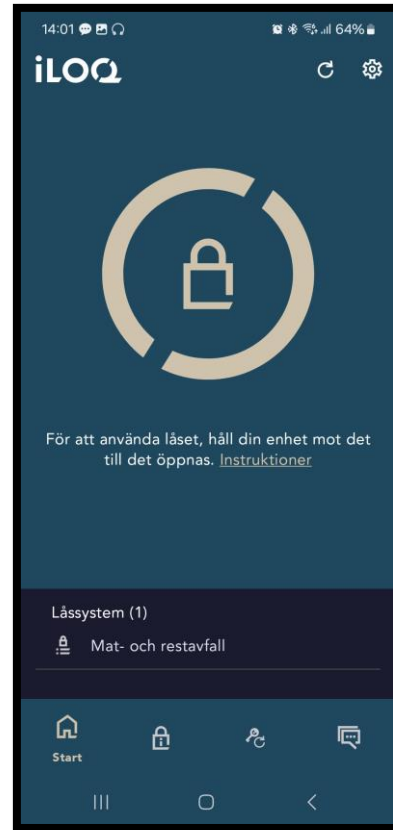 14:01
64%
iLOQ
För att använda låset, håll din enhet mot det
till det öppnas. Instruktioner
Låssystem (1)
Mat- och restavfall
Start